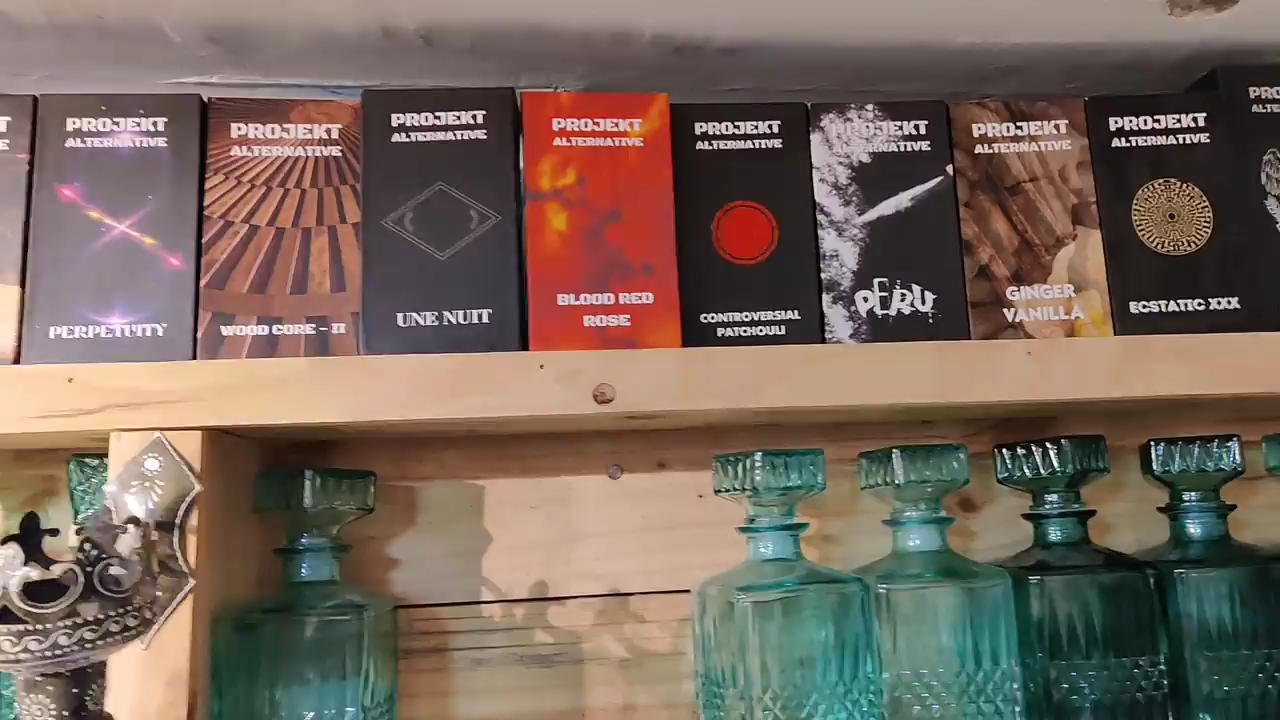 PROJEKT
ALTERNATIVE
PERPETUITY
PROJEKT
ALTERNATIVE
WOOD CORE - II
PROJEKT
ALTERNATIVE
UNE NUIT
PROJEKT
ALTERNATIVE
BLOOD RED
ROSE
PROJEKT
ALTERNATIVE
CONTROVERSIAL
PATCHOULI
PROJEKT
ALTERNATIVE
PERU
PROJEKT
ALTERNATIVE
GINGER
VANILLA
PROJEKT
ALTERNATIVE
ECSTATIC XXX